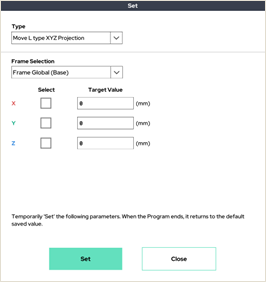 Set
Type
Move L type XYZ Projection
Frame Selection
Frame Global (Base)
Select Target Value
X 0 (mm)
Y 0 (mm)
Z 0 (mm)
Temporarily 'Set' the following parameters. When the Program ends, it returns to the default
saved value.
Set Close